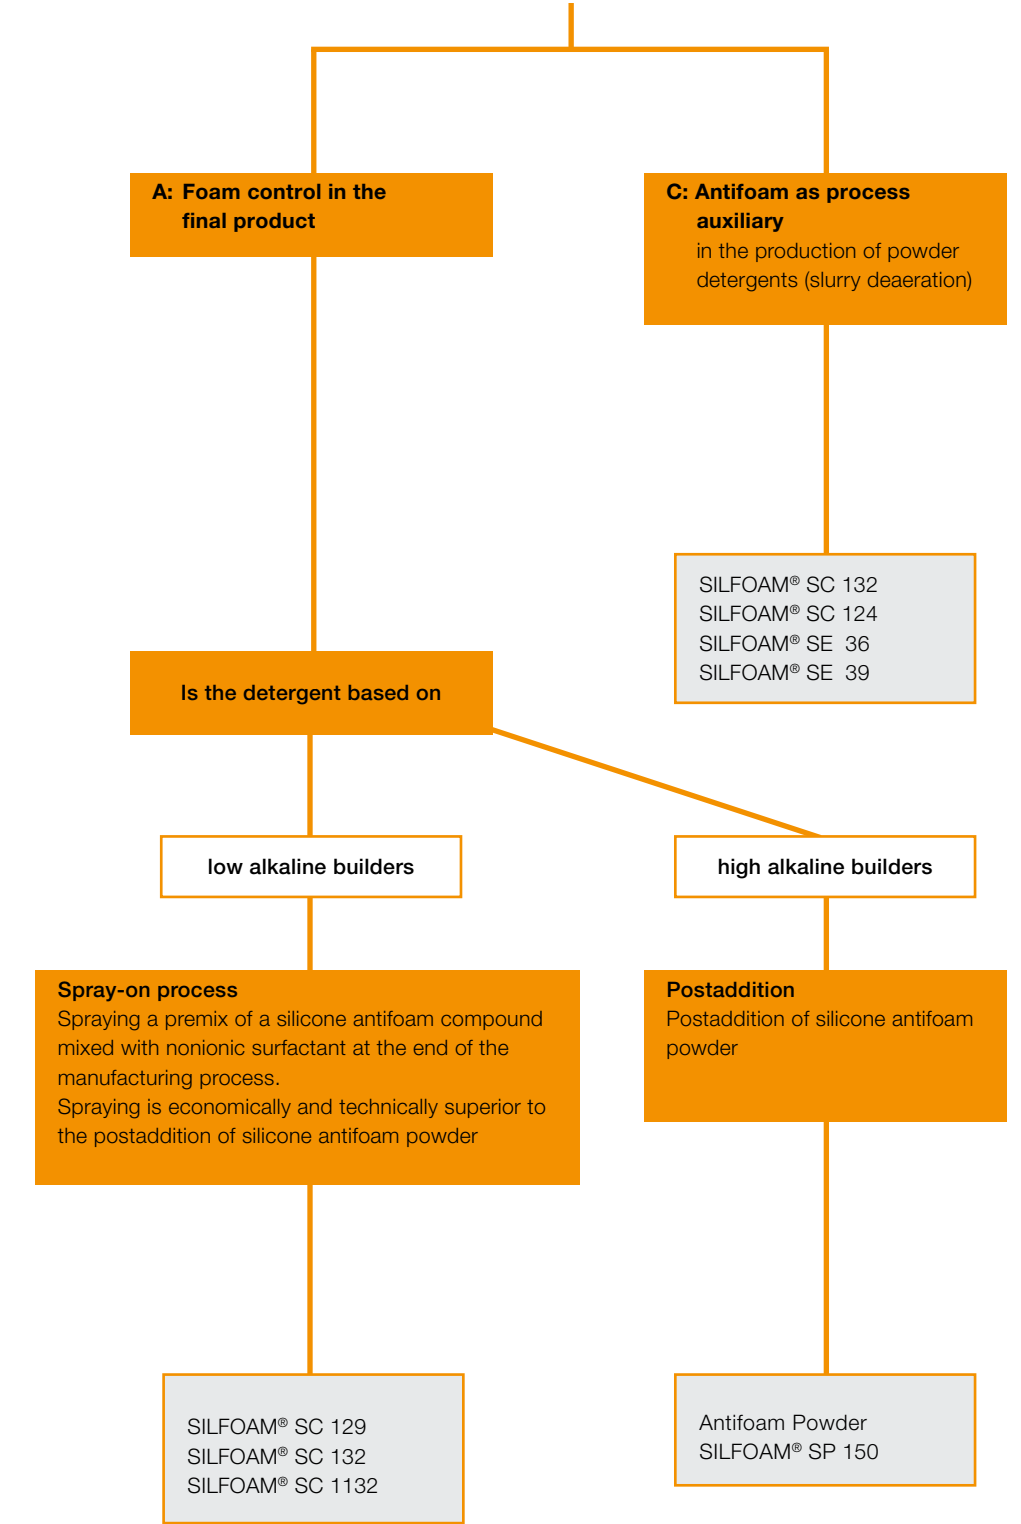 A: Foam control in the
final product
C: Antifoam as process
auxiliary
in the production of powder
detergents (slurry deaeration)
SILFOAM® SC 132
SILFOAM® SC 124
SILFOAM® SE  36
SILFOAM® SE  39
Is the detergent based on
low alkaline builders
high alkaline builders
Spray-on process
Spraying a premix of a silicone antifoam compound
mixed with nonionic surfactant at the end of the
manufacturing process.
Spraying is economically and technically superior to
the postaddition of silicone antifoam powder
Postaddition
Postaddition of silicone antifoam
powder
SILFOAM® SC 129
SILFOAM® SC 132
SILFOAM® SC 1132
Antifoam Powder
SILFOAM® SP 150